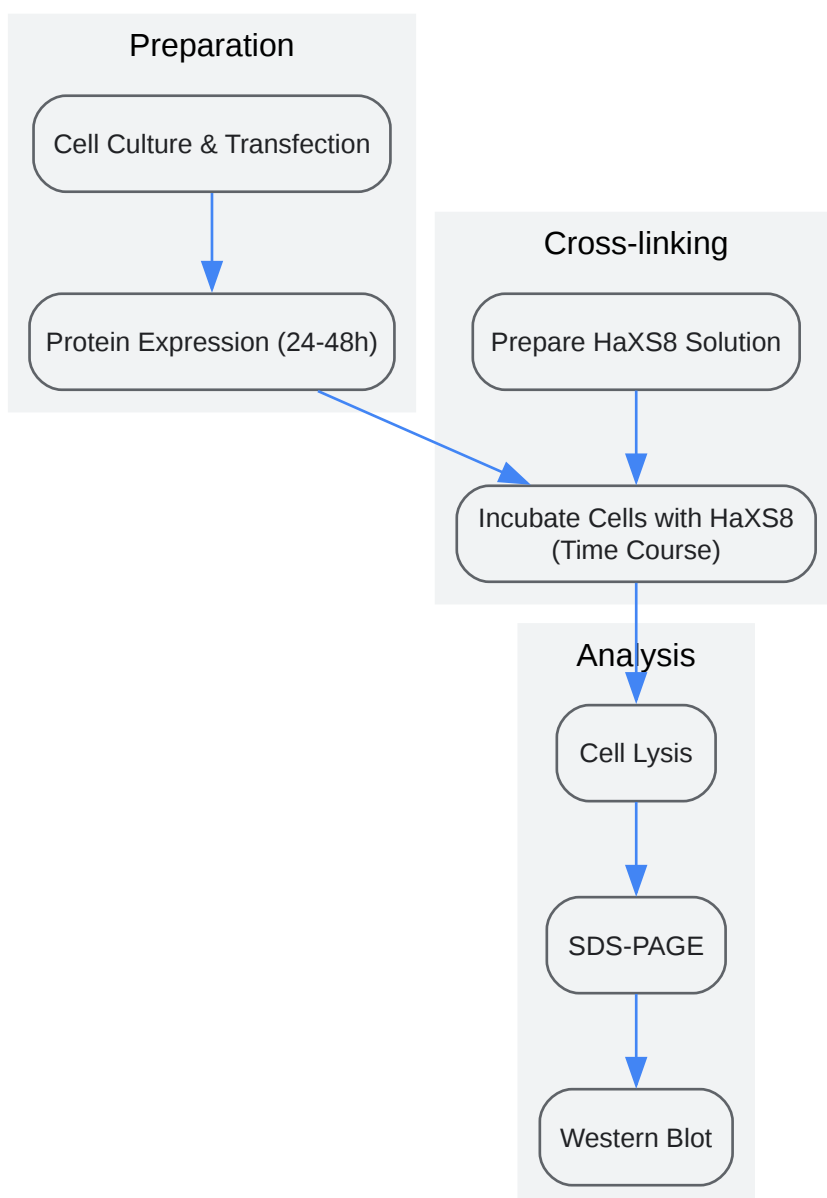 Preparation
Cell Culture & Transfection
Protein Expression (24-48h)
Cross-linking
Prepare HaXS8 Solution
Incubate Cells with HaXS8
(Time Course)
Analysis
Cell Lysis
SDS-PAGE
Western Blot